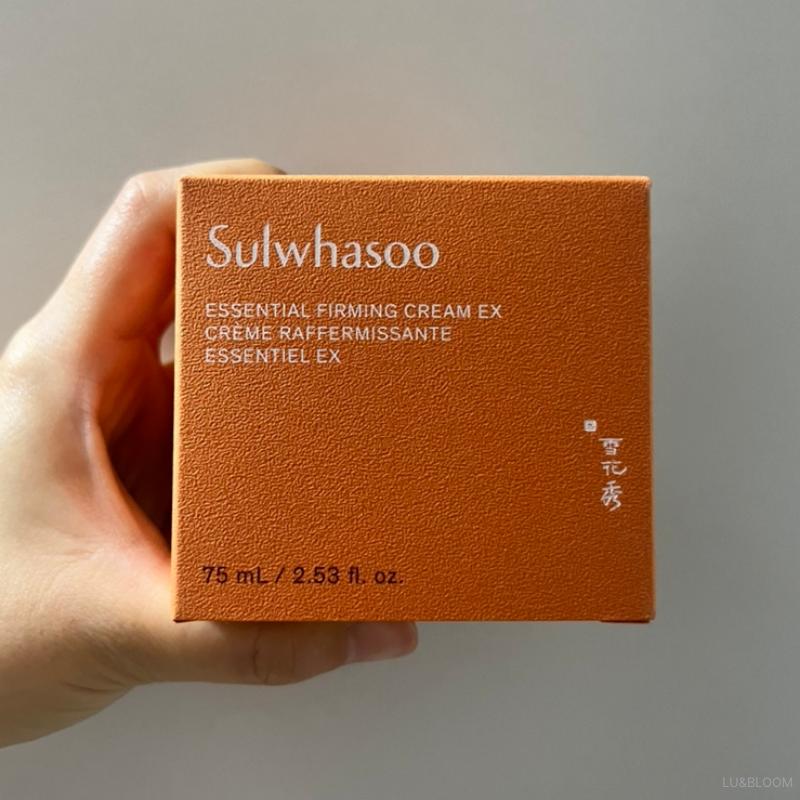 Sulwhasoo
ESSENTIAL FIRMING CREAM EX
CRÈME RAFFERMISSANTE
ESSENTIEL EX
雪花秀
75 mL / 2.53 fl. oz.
LU&BLOOM